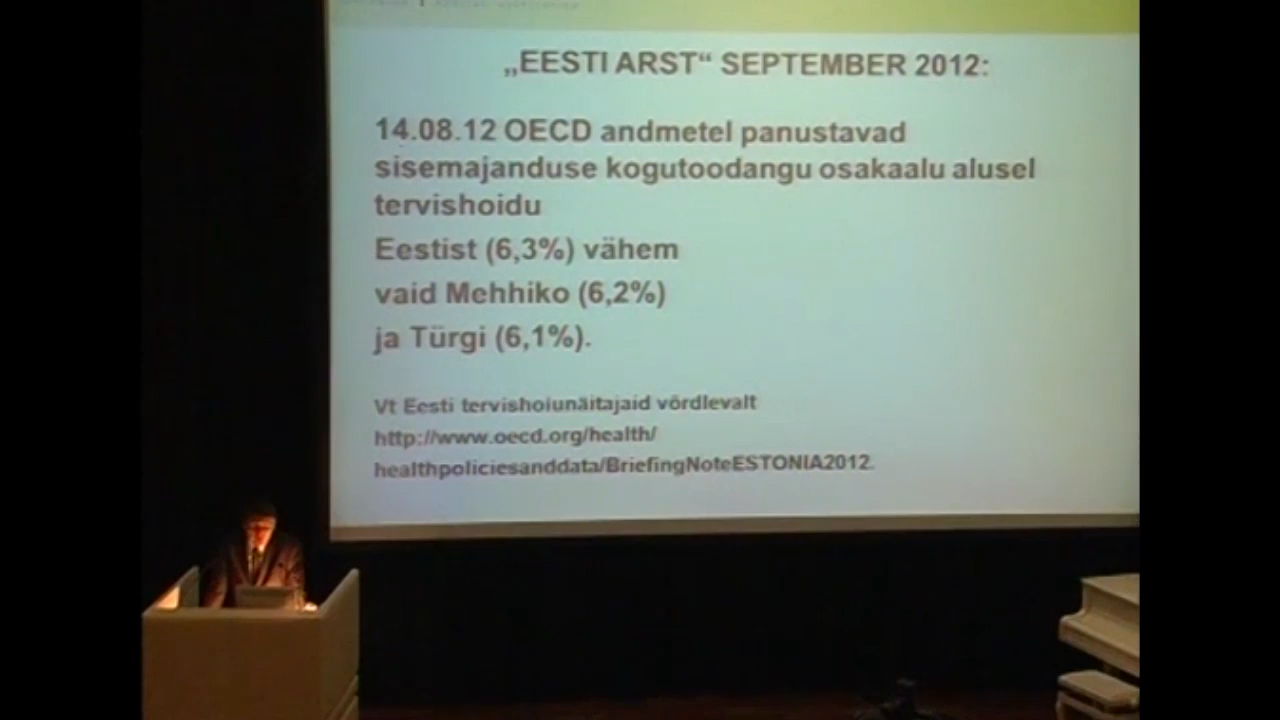 „EESTI ARST“ SEPTEMBER 2012:
14.08.12 OECD andmetel panustavad
sisemajanduse kogutoodangu osakaalu alusel
tervishoidu
Eestist (6,3%) vähem
vaid Mehhiko (6,2%)
ja Türgi (6,1%).
Vt Eesti tervishoiunäitajaid võrdlevalt
http://www.oecd.org/health/
healthpoliciesanddata/BriefingNoteESTONIA2012.